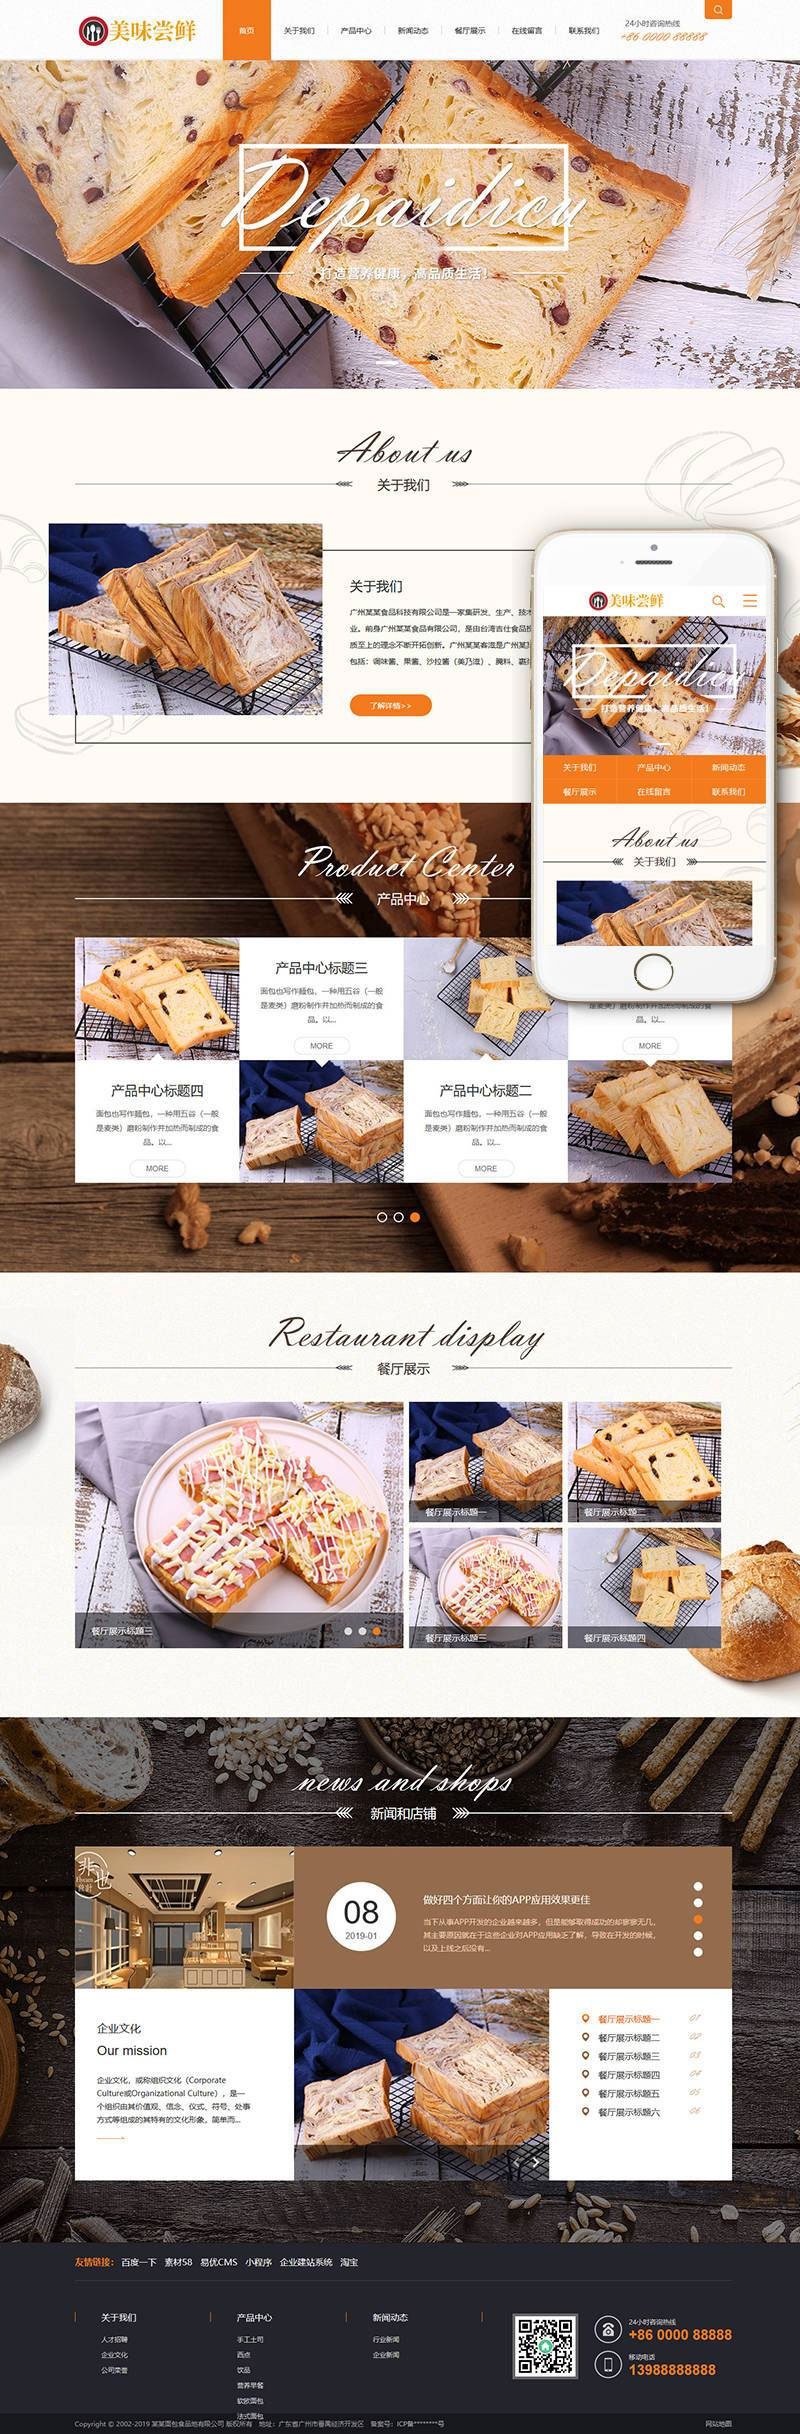 美味尝鲜
首页 关于我们 产品中心 新闻动态 餐厅展示 在线留言 联系我们
24小时咨询热线
+86 0000 88888
Depaidicu
打造营养健康，高品质生活！
About us
关于我们
关于我们
广州某某食品科技有限公司是一家集研发、生产、技术
业。前身广州某某食品有限公司，是由台湾吉仕食品投
质至上的理念不断开拓创新。广州某某客滋是广州某某
包括：调味酱、果酱、沙拉酱（美乃滋）、腌料、裹
了解详情>>
美味尝鲜
Depaidicu
打造营养健康，高品质生活！
关于我们 产品中心 新闻动态
餐厅展示 在线留言 联系我们
About us
关于我们
Product Center
产品中心
产品中心标题三
面包也写作麺包，一种用五谷（一般
是麦类）磨粉制作并加热而制成的食
品。以...
MORE
是麦类）磨粉制作并加热而制成的食
品。以...
MORE
产品中心标题四
面包也写作麺包，一种用五谷（一般
是麦类）磨粉制作并加热而制成的食
品。以...
MORE
产品中心标题二
面包也写作麺包，一种用五谷（一般
是麦类）磨粉制作并加热而制成的食
品。以...
MORE
Restaurant display
餐厅展示
餐厅展示标题三
餐厅展示标题一
餐厅展示标题二
餐厅展示标题三
餐厅展示标题四
news and shops
新闻和店铺
非也
08
2019-01
做好四个方面让你的APP应用效果更佳
当下从事APP开发的企业越来越多，但是能够取得成功的却寥寥无几，
其主要原因就在于这些企业对APP应用缺乏了解，导致在开发的时候，
以及上线之后没有...
企业文化
Our mission
企业文化，或称组织文化（Corporate
Culture或Organizational Culture），是一
个组织由其价值观、信念、仪式、符号、处事
方式等组成的其特有的文化形象，简单而...
餐厅展示标题一 01
餐厅展示标题二 02
餐厅展示标题三 03
餐厅展示标题四 04
餐厅展示标题五 05
餐厅展示标题六 06
友情链接： 百度一下 素材58 易优CMS 小程序 企业建站系统 淘宝
关于我们
人才招聘
企业文化
公司荣誉
产品中心
手工土司
西点
饮品
营养早餐
软欧面包
法式面包
新闻动态
行业新闻
企业新闻
24小时咨询热线
+86 0000 88888
移动电话
13988888888
Copyright © 2002-2019 某某面包食品地有限公司 版权所有 地址：广东省广州市番禺经济开发区 备案号：ICP备********号
网站地图